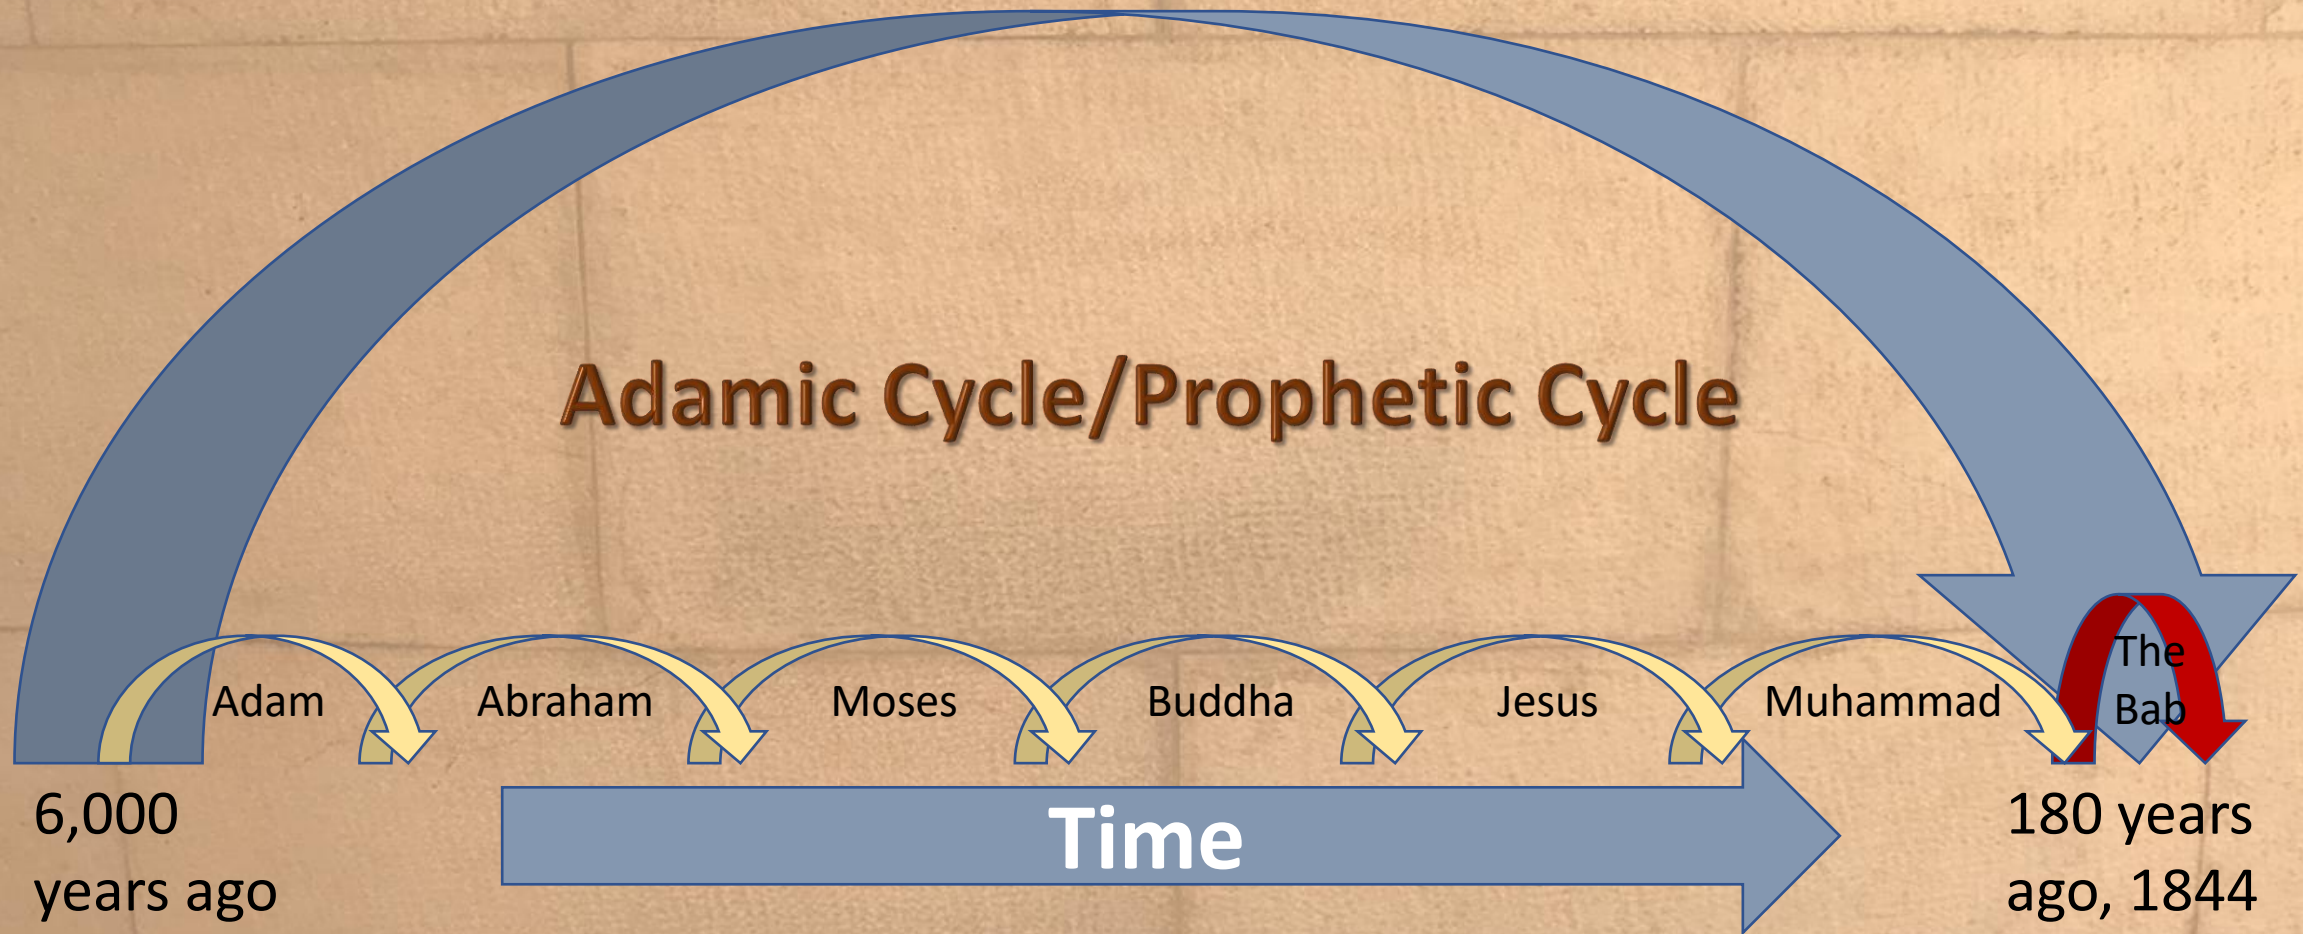 Adamic Cycle/Prophetic Cycle
Adam
Abraham
Moses
Buddha
Jesus
Muhammad
The
Bab
6,000
years ago
Time
180 years
ago, 1844